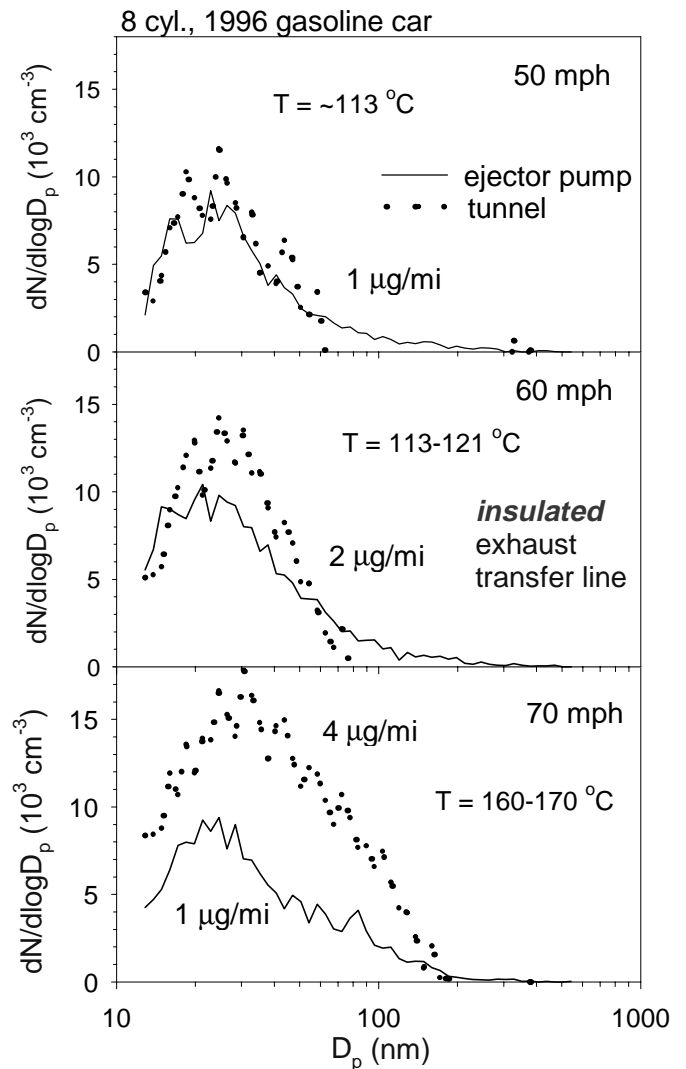 8 cyl., 1996 gasoline car
50 mph
T = ~113 °C
ejector pump
tunnel
1 μg/mi
15
10
5
0
dN/dlogDp (10³ cm⁻³)
60 mph
T = 113-121 °C
insulated
exhaust
transfer line
2 μg/mi
15
10
5
0
dN/dlogDp (10³ cm⁻³)
70 mph
4 μg/mi
T = 160-170 °C
1 μg/mi
15
10
5
0
dN/dlogDp (10³ cm⁻³)
10 100 1000
Dp (nm)